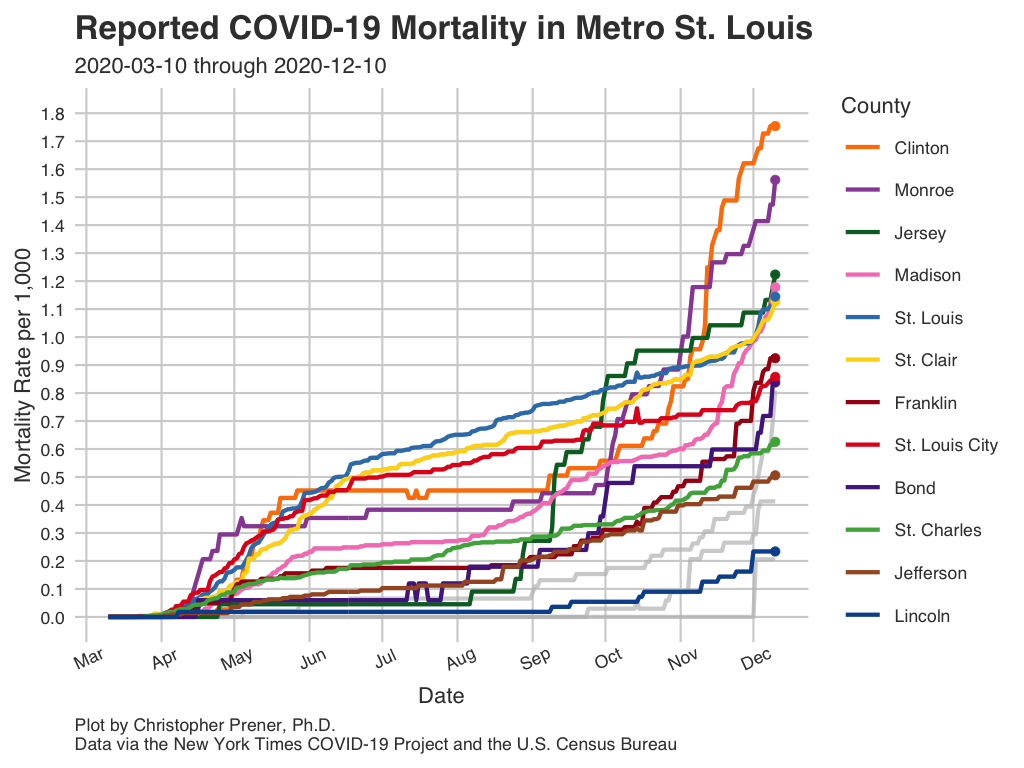 Reported COVID-19 Mortality in Metro St. Louis
2020-03-10 through 2020-12-10
Mortality Rate per 1,000
1.8
1.7
1.6
1.5
1.4
1.3
1.2
1.1
1.0
0.9
0.8
0.7
0.6
0.5
0.4
0.3
0.2
0.1
0.0
Mar Apr May Jun Jul Aug Sep Oct Nov Dec
Date
County
Clinton
Monroe
Jersey
Madison
St. Louis
St. Clair
Franklin
St. Louis City
Bond
St. Charles
Jefferson
Lincoln
Plot by Christopher Prener, Ph.D.
Data via the New York Times COVID-19 Project and the U.S. Census Bureau